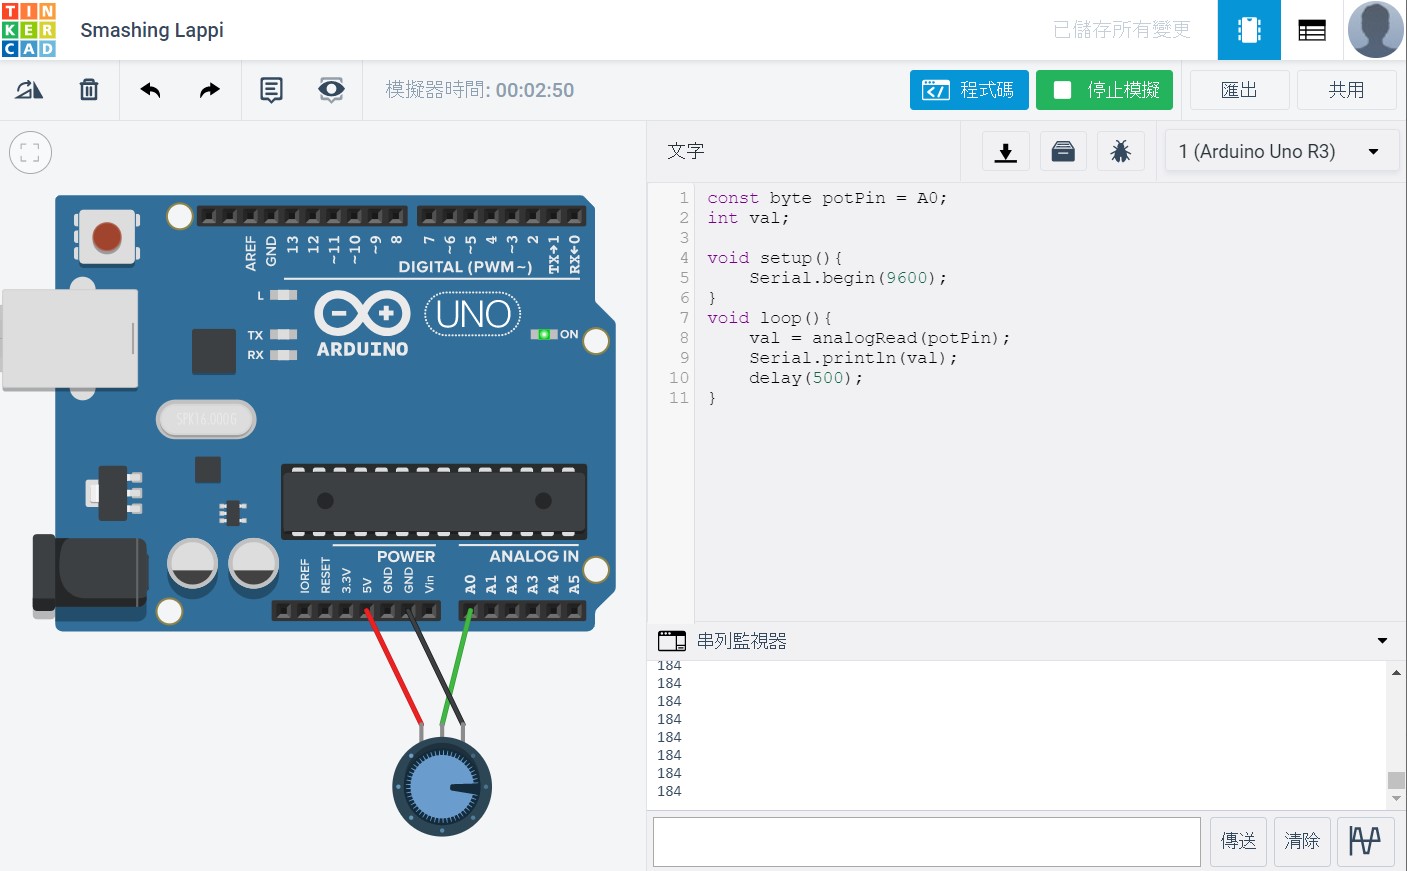 TIN
KER
CAD
Smashing Lappi
已儲存所有變更
模擬器時間: 00:02:50
程式碼
停止模擬
匯出
共用
文字
1 (Arduino Uno R3)
AREF
GND
13
12
~11
~10
~9
8
7
~6
~5
4
~3
2
TX→1
RX←0
DIGITAL (PWM~)
L
TX
RX
ARDUINO
UNO
ON
SPK16.000G
POWER
ANALOG IN
IOREF
RESET
3.3V
5V
GND
GND
Vin
A0
A1
A2
A3
A4
A5
1 const byte potPin = A0;
2 int val;
3
4 void setup(){
5 Serial.begin(9600);
6 }
7 void loop(){
8 val = analogRead(potPin);
9 Serial.println(val);
10 delay(500);
11 }
串列監視器
184
184
184
184
184
184
184
184
傳送
清除